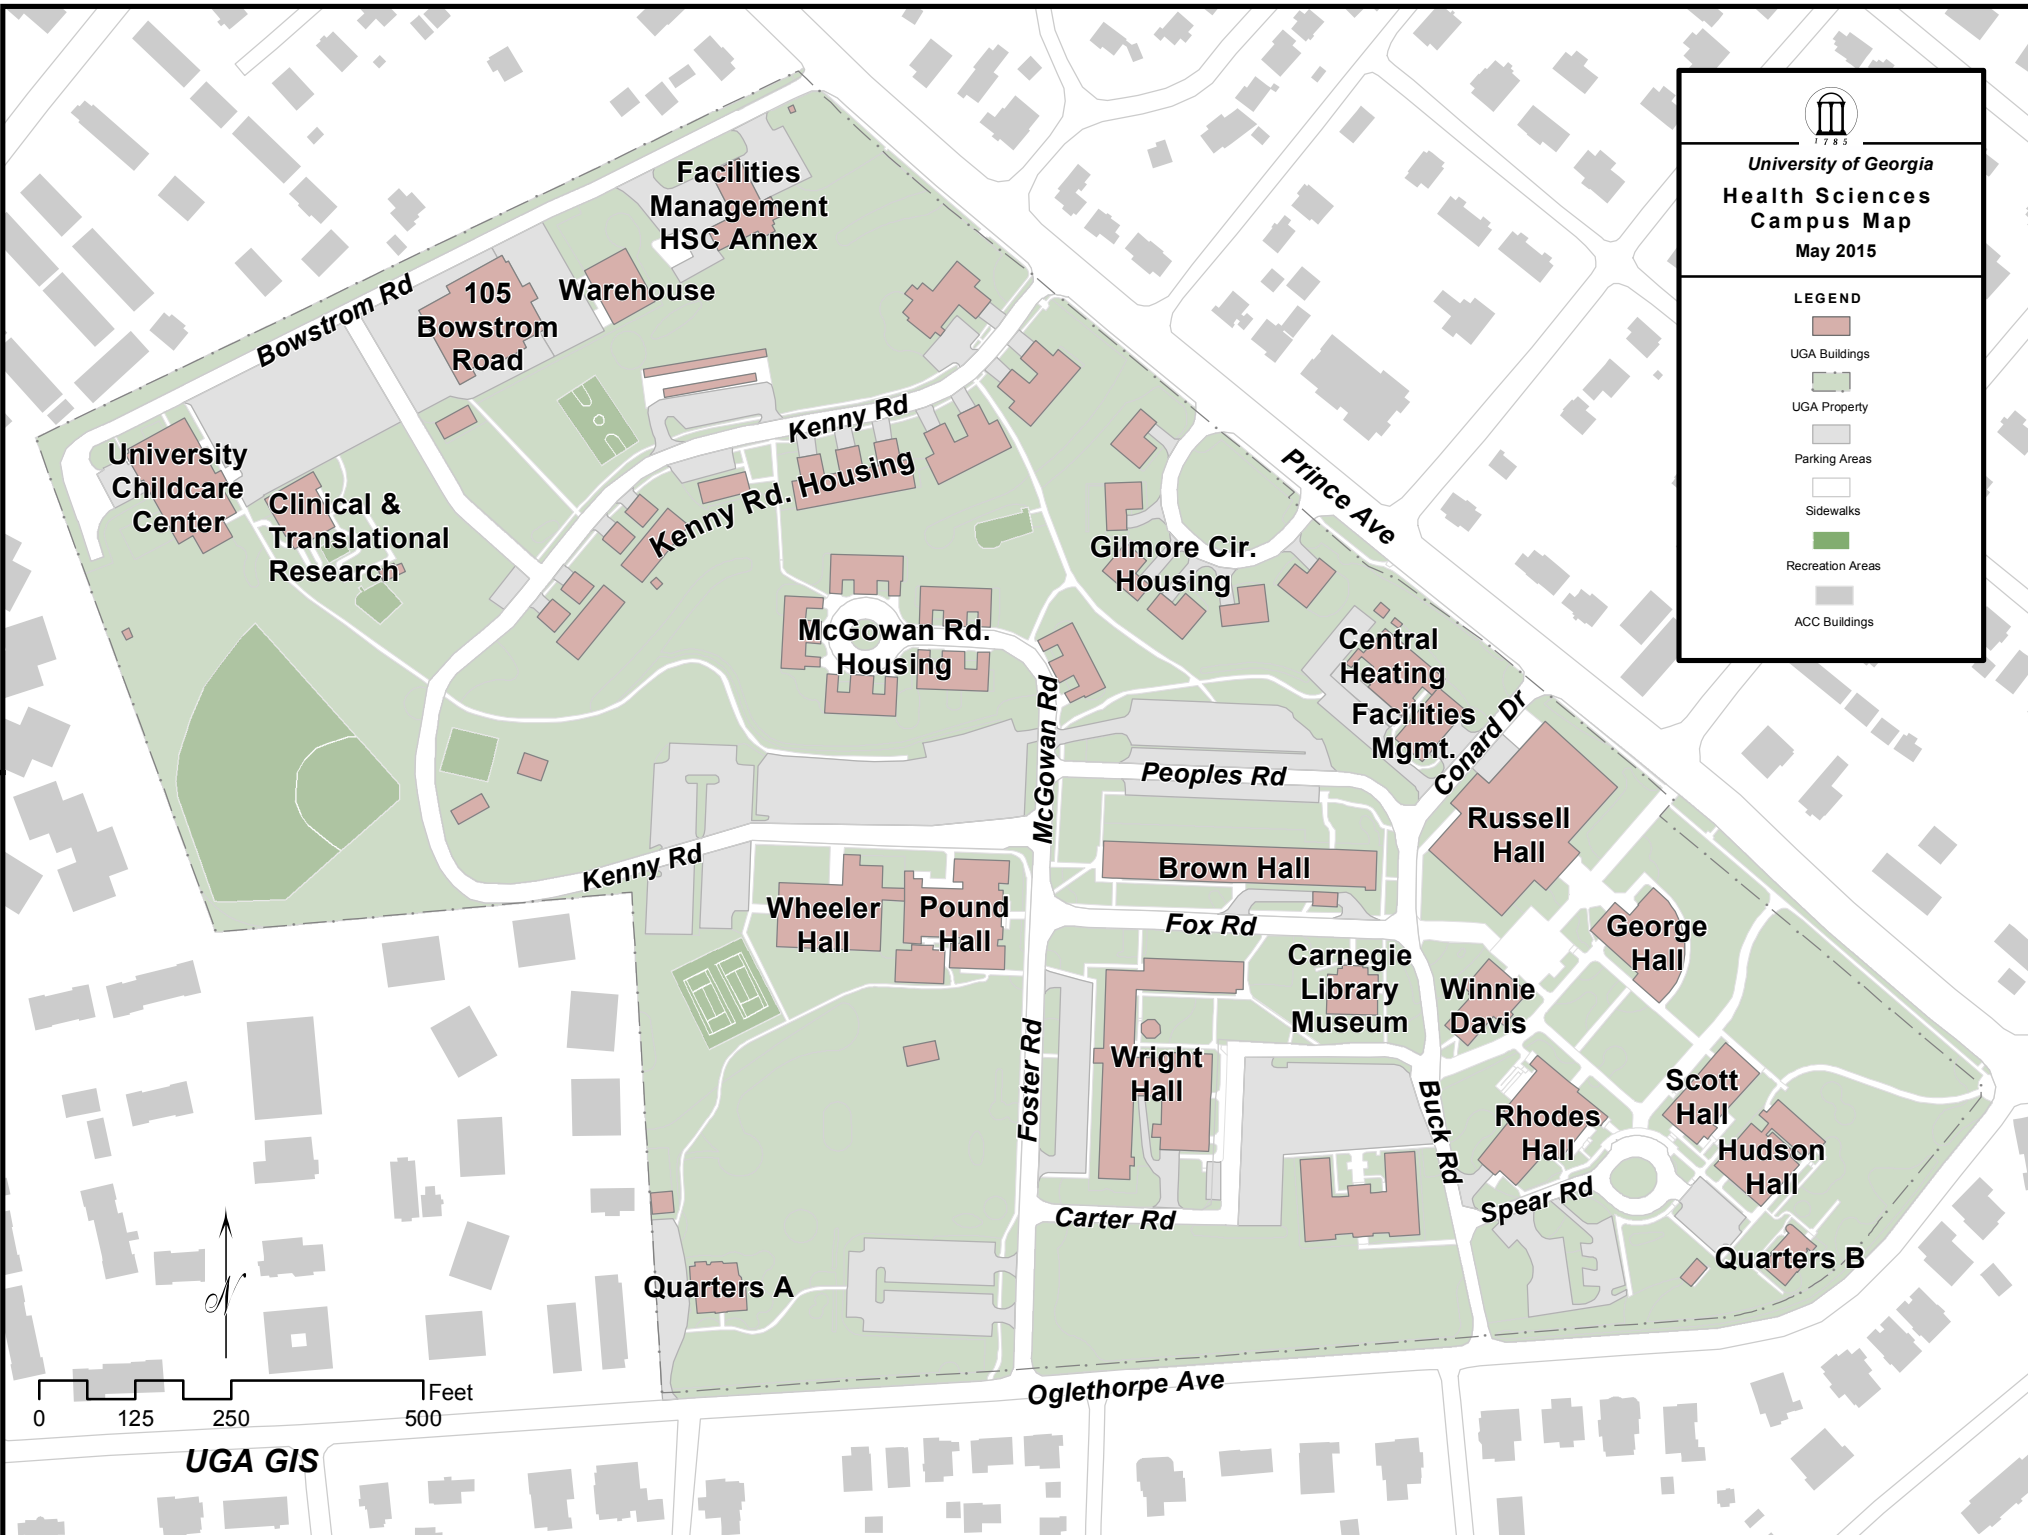 1785
University of Georgia
Health Sciences
Campus Map
May 2015
LEGEND
UGA Buildings
UGA Property
Parking Areas
Sidewalks
Recreation Areas
ACC Buildings
Facilities
Management
HSC Annex
Warehouse
105
Bowstrom
Road
Bowstrom Rd
University
Childcare
Center
Clinical &
Translational
Research
Kenny Rd
Kenny Rd. Housing
Prince Ave
Gilmore Cir.
Housing
McGowan Rd.
Housing
Central
Heating
Facilities
Mgmt.
Conard Dr
McGowan Rd
Peoples Rd
Russell
Hall
Kenny Rd
Brown Hall
Wheeler
Hall
Pound
Hall
Fox Rd
George
Hall
Carnegie
Library
Museum
Winnie
Davis
Wright
Hall
Foster Rd
Buck Rd
Scott
Hall
Rhodes
Hall
Hudson
Hall
Spear Rd
Carter Rd
Quarters A
Quarters B
Oglethorpe Ave
N
Feet
0 125 250 500
UGA GIS